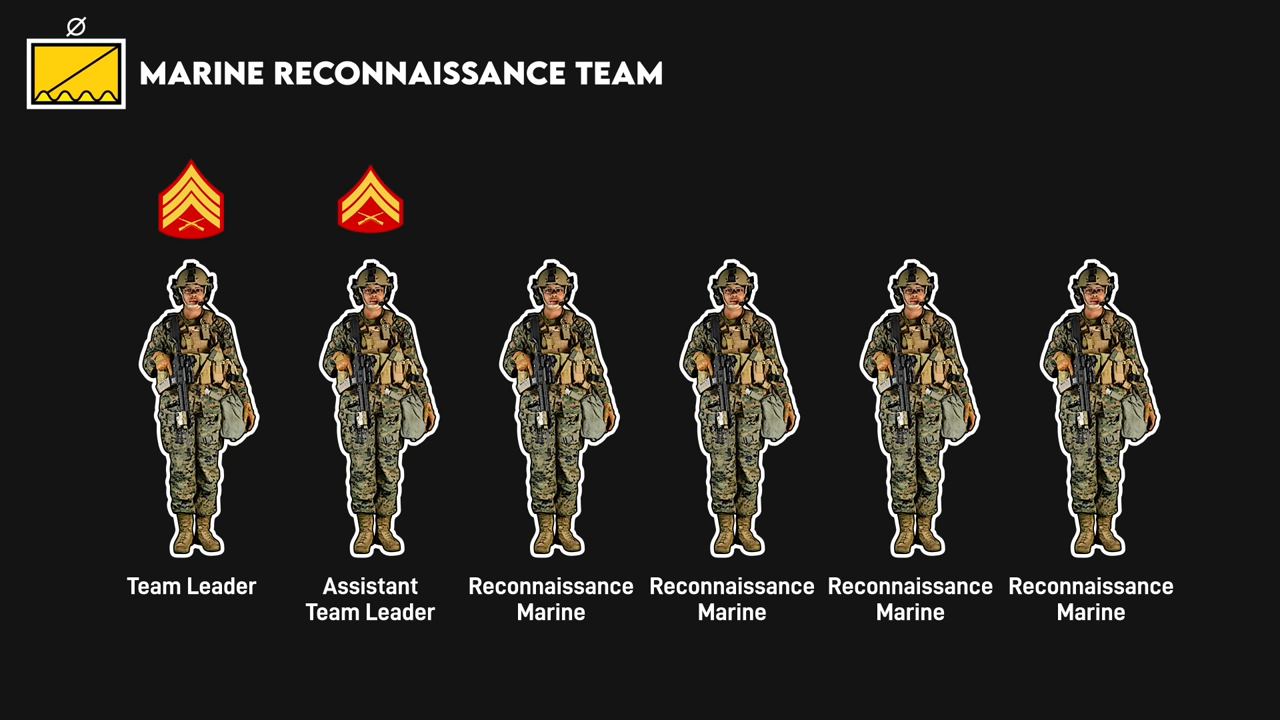 MARINE RECONNAISSANCE TEAM
Team Leader
Assistant
Team Leader
Reconnaissance
Marine
Reconnaissance
Marine
Reconnaissance
Marine
Reconnaissance
Marine